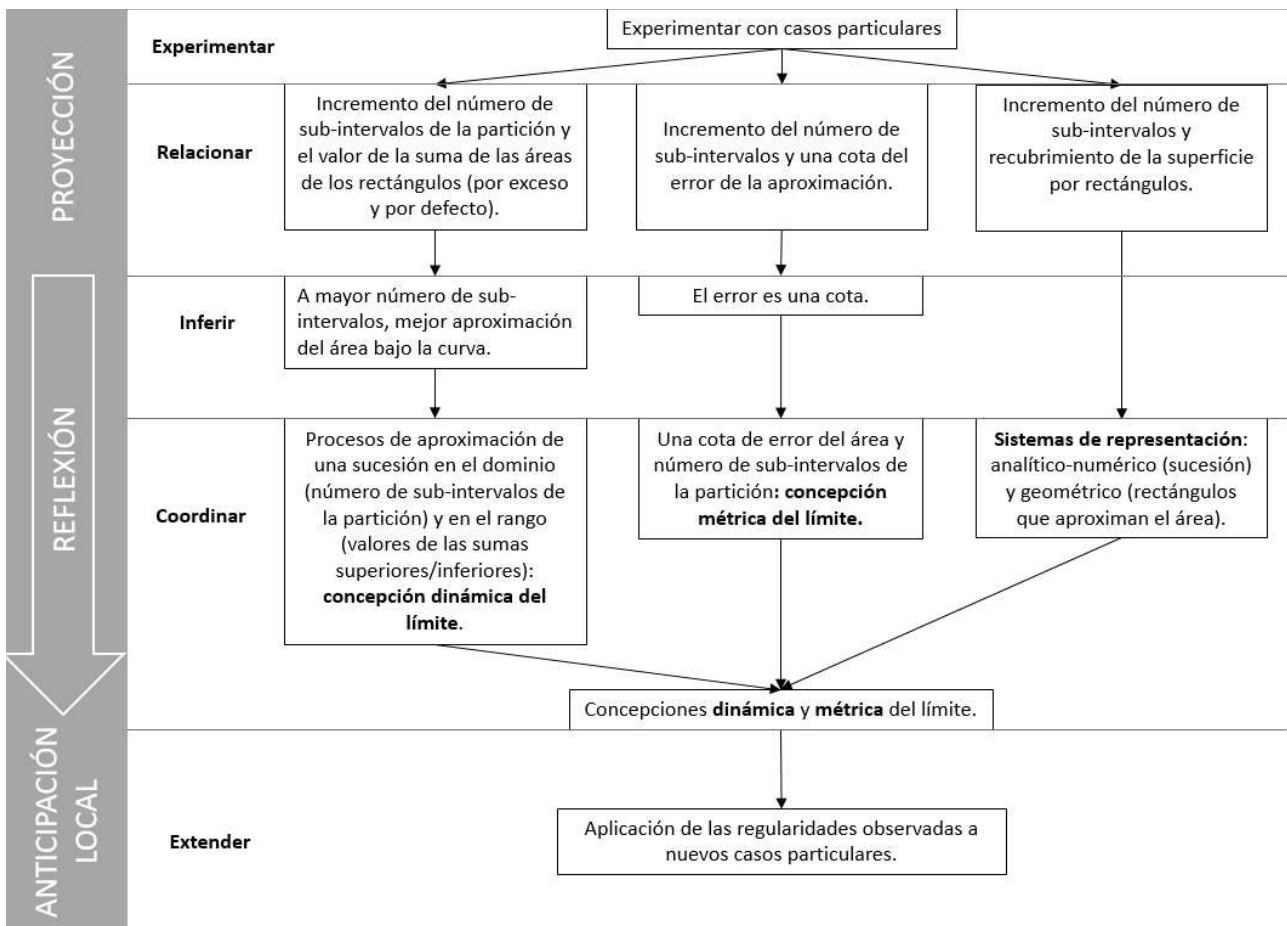 PROYECCIÓN
Experimentar
Experimentar con casos particulares
Relacionar
Incremento del número de
sub-intervalos de la partición y
el valor de la suma de las áreas
de los rectángulos (por exceso
y por defecto).
Incremento del número de
sub-intervalos y una cota del
error de la aproximación.
Incremento del número de
sub-intervalos y
recubrimiento de la superficie
por rectángulos.
REFLEXIÓN
Inferir
A mayor número de sub-
intervalos, mejor aproximación
del área bajo la curva.
El error es una cota.
Coordinar
Procesos de aproximación de
una sucesión en el dominio
(número de sub-intervalos de
la partición) y en el rango
(valores de las sumas
superiores/inferiores):
concepción dinámica del
límite.
Una cota de error del área y
número de sub-intervalos de
la partición: concepción
métrica del límite.
Sistemas de representación:
analítico-numérico (sucesión)
y geométrico (rectángulos
que aproximan el área).
Concepciones dinámica y métrica del límite.
ANTICIPACIÓN
LOCAL
Extender
Aplicación de las regularidades observadas a
nuevos casos particulares.